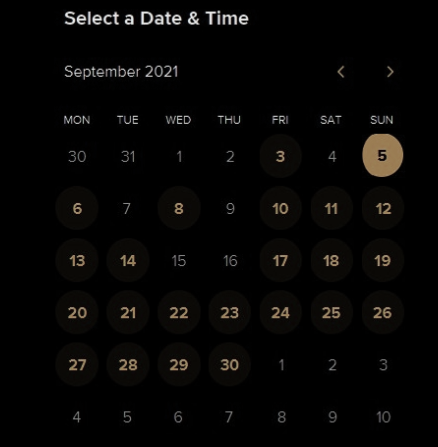 Select a Date & Time
September 2021
MON TUE WED THU FRI SAT SUN
30 31 1 2 3 4 5
6 7 8 9 10 11 12
13 14 15 16 17 18 19
20 21 22 23 24 25 26
27 28 29 30 1 2 3
4 5 6 7 8 9 10